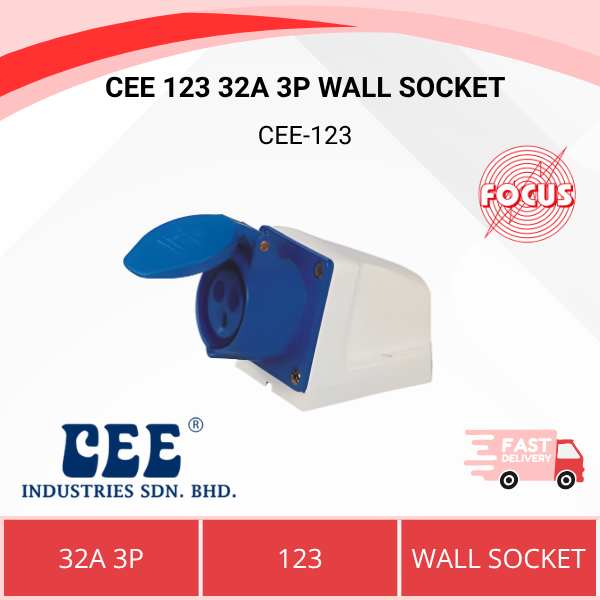 CEE 123 32A 3P WALL SOCKET
CEE-123
FOCUS
CEE®
INDUSTRIES SDN. BHD.
FAST
DELIVERY
32A 3P
123
WALL SOCKET